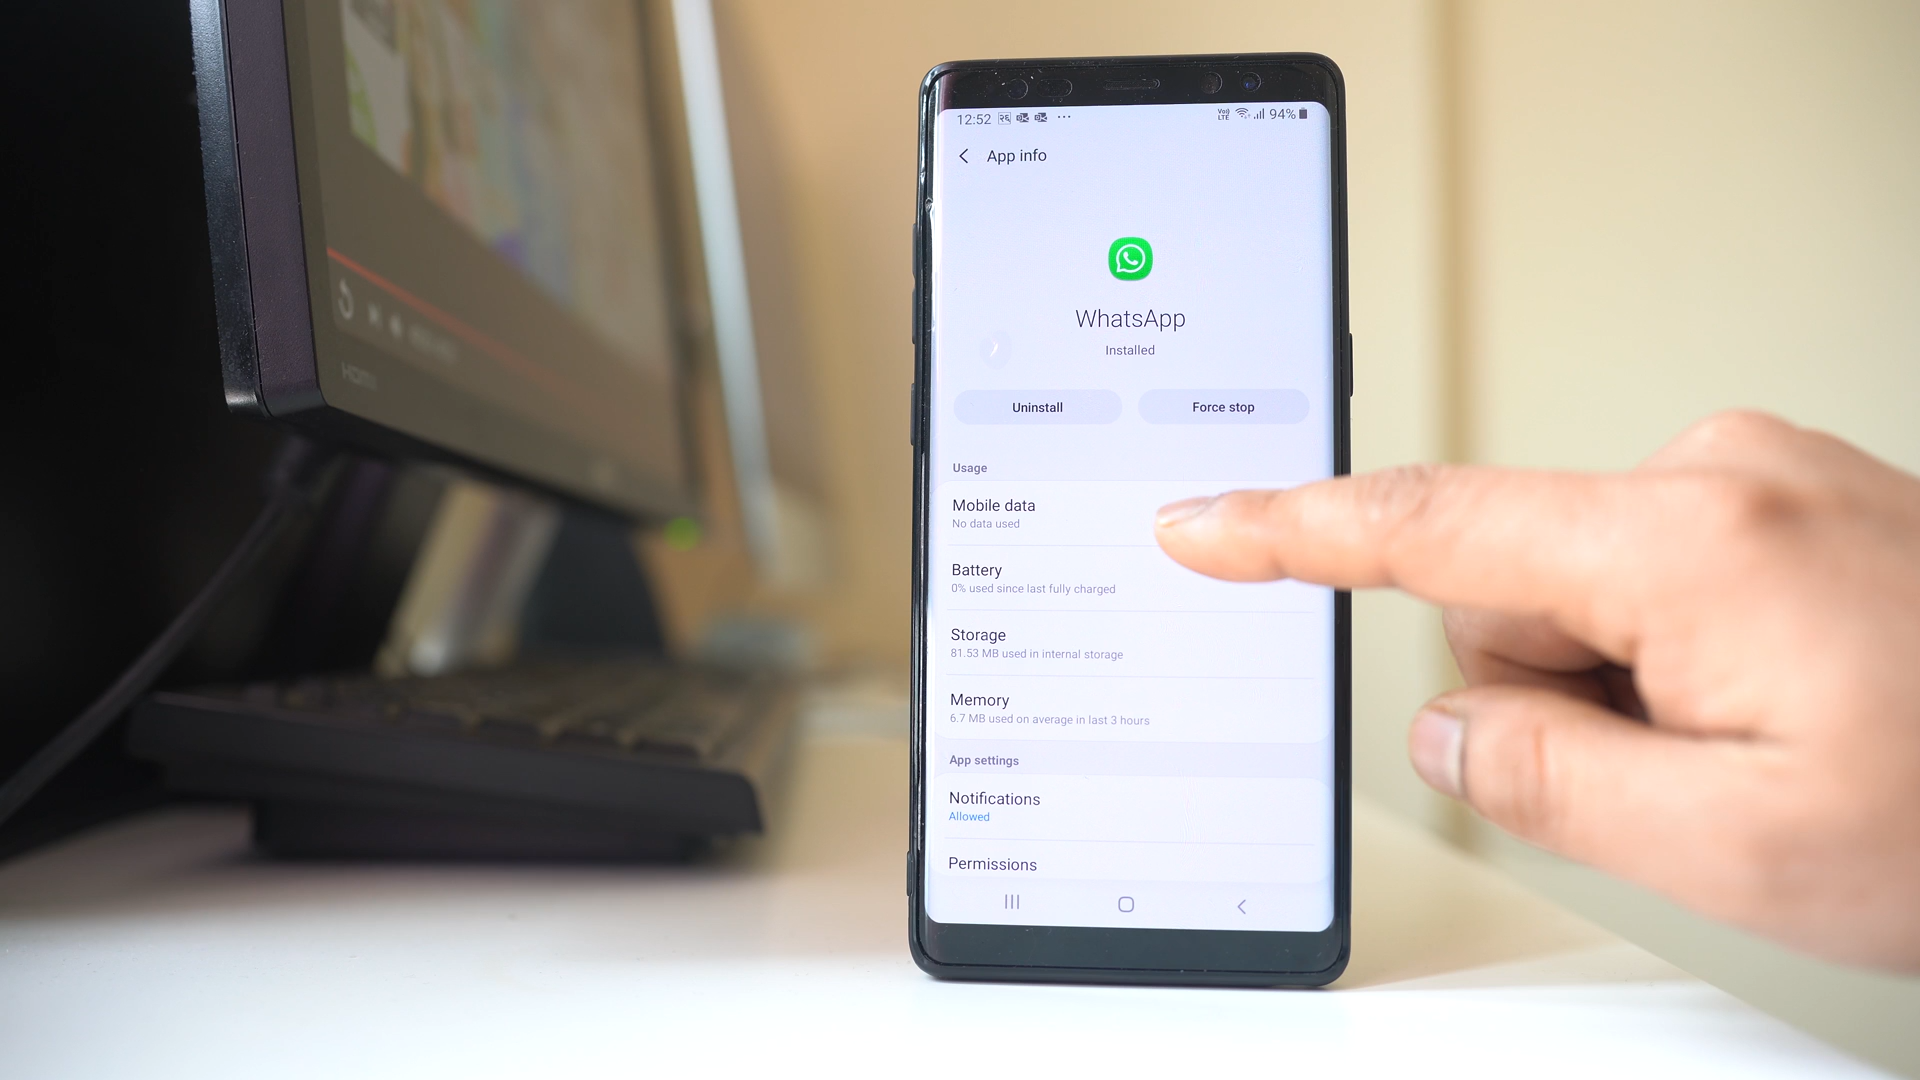 12:52
VoLTE 94%
App info
WhatsApp
Installed
Uninstall
Force stop
Usage
Mobile data
No data used
Battery
0% used since last fully charged
Storage
81.53 MB used in internal storage
Memory
6.7 MB used on average in last 3 hours
App settings
Notifications
Allowed
Permissions
HDMI